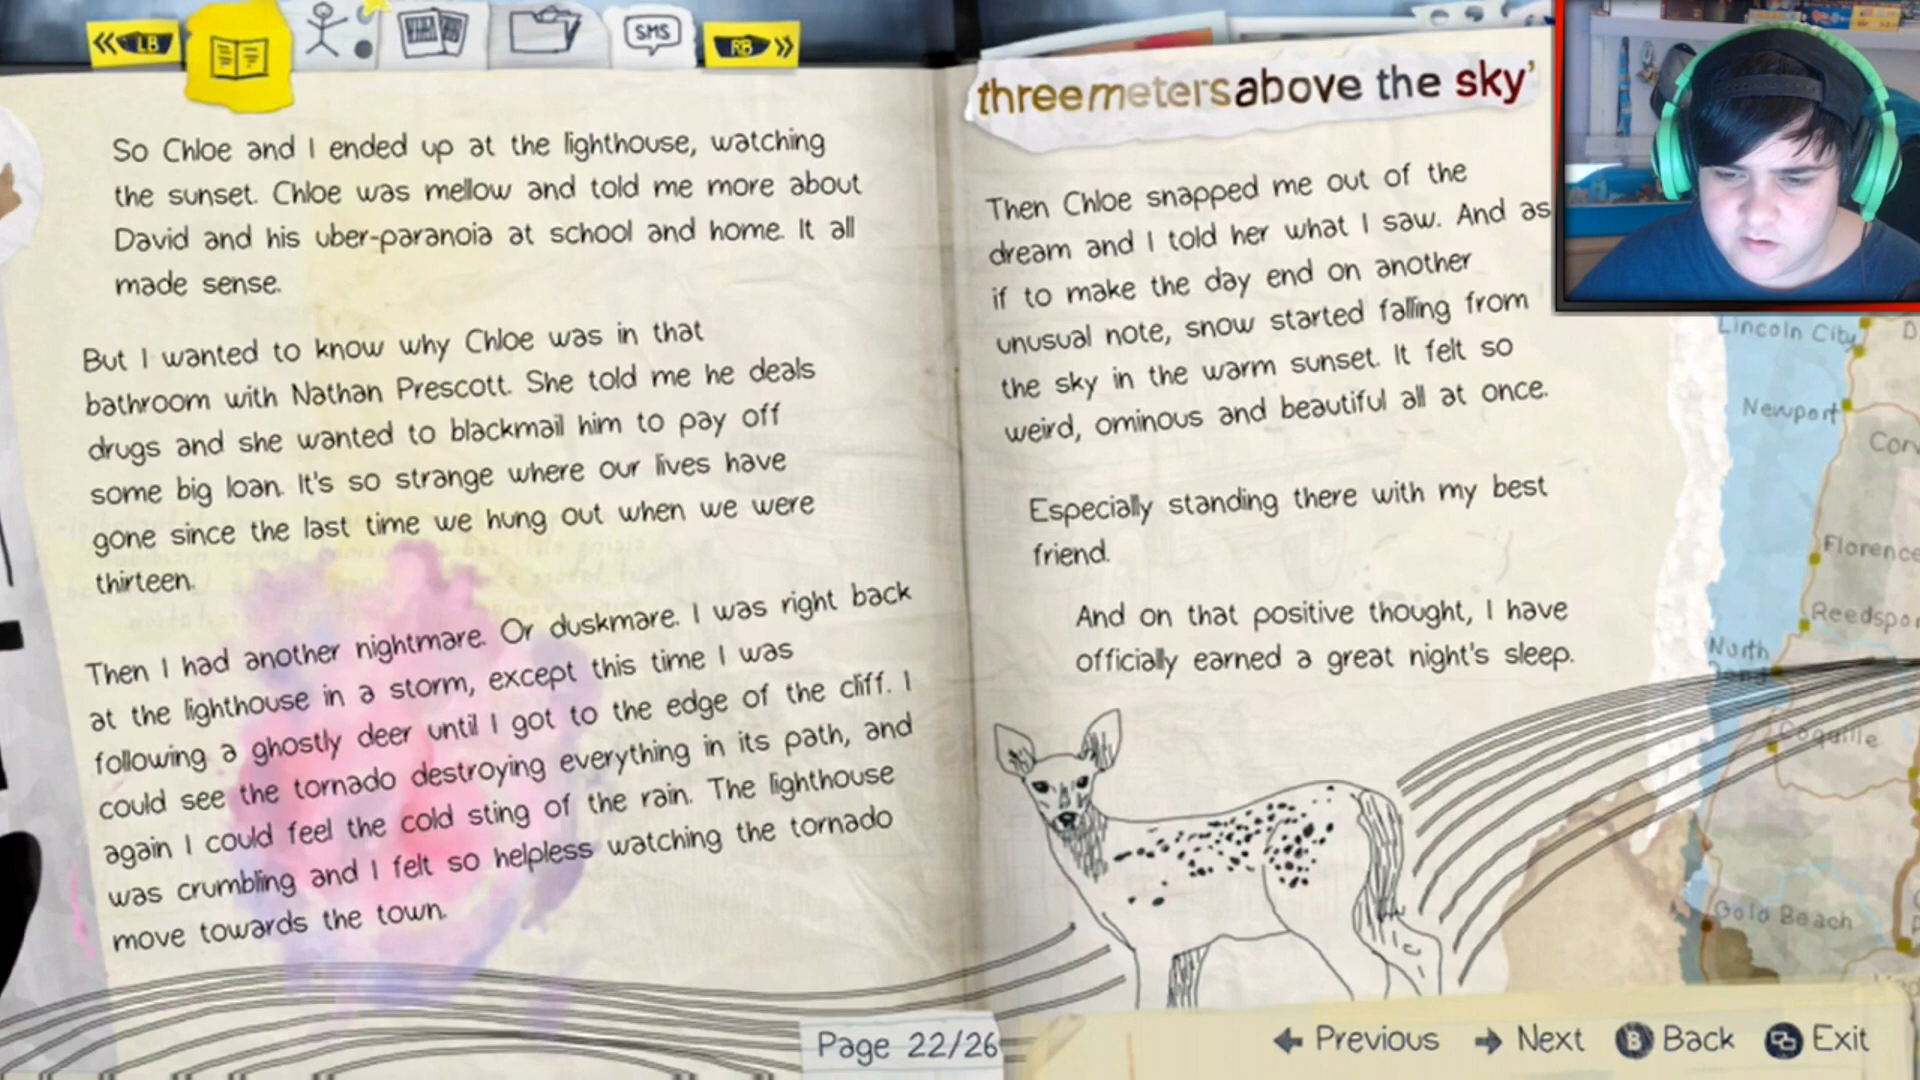 LB
SMS
RB
So Chloe and I ended up at the lighthouse, watching
the sunset. Chloe was mellow and told me more about
David and his uber-paranoia at school and home. It all
made sense.
But I wanted to know why Chloe was in that
bathroom with Nathan Prescott. She told me he deals
drugs and she wanted to blackmail him to pay off
some big loan. It's so strange where our lives have
gone since the last time we hung out when we were
thirteen.
Then I had another nightmare. Or duskmare. I was right back
at the lighthouse in a storm, except this time I was
following a ghostly deer until I got to the edge of the cliff. I
could see the tornado destroying everything in its path, and
again I could feel the cold sting of the rain. The lighthouse
was crumbling and I felt so helpless watching the tornado
move towards the town.
threemetersabove the sky'
Then Chloe snapped me out of the
dream and I told her what I saw. And as
if to make the day end on another
unusual note, snow started falling from
the sky in the warm sunset. It felt so
weird, ominous and beautiful all at once.
Especially standing there with my best
friend.
And on that positive thought, I have
officially earned a great night's sleep.
Lincoln City
Newport
Florence
Reedspor
North
Coquille
Gold Beach
Page 22/26
Previous
Next
B Back
Exit